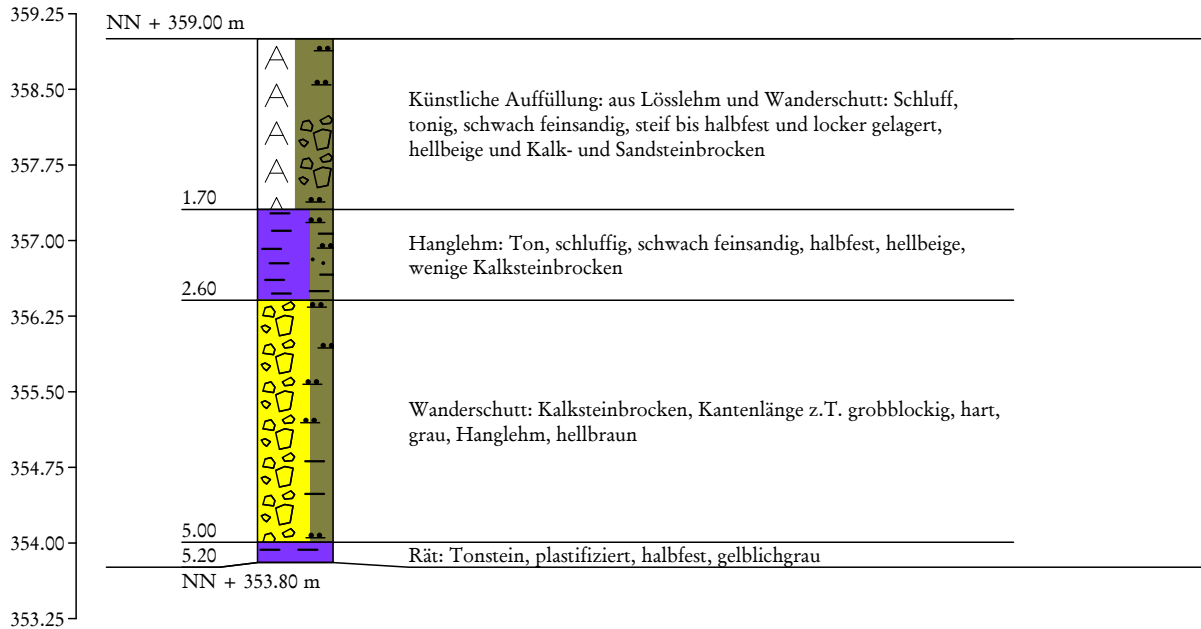 359.25
NN + 359.00 m
358.50
Künstliche Auffüllung: aus Lösslehm und Wanderschutt: Schluff,
tonig, schwach feinsandig, steif bis halbfest und locker gelagert,
hellbeige und Kalk- und Sandsteinbrocken
357.75
1.70
357.00
Hanglehm: Ton, schluffig, schwach feinsandig, halbfest, hellbeige,
wenige Kalksteinbrocken
2.60
356.25
355.50
Wanderschutt: Kalksteinbrocken, Kantenlänge z.T. grobblockig, hart,
grau, Hanglehm, hellbraun
354.75
5.00
354.00
5.20
Rät: Tonstein, plastifiziert, halbfest, gelblichgrau
NN + 353.80 m
353.25